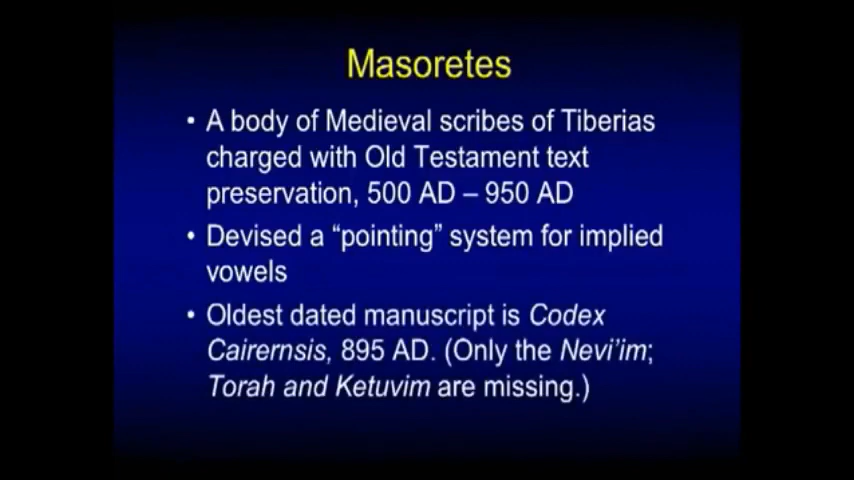 Masoretes
• A body of Medieval scribes of Tiberias
charged with Old Testament text
preservation, 500 AD – 950 AD
• Devised a “pointing” system for implied
vowels
• Oldest dated manuscript is Codex
Cairernsis, 895 AD. (Only the Nevi’im;
Torah and Ketuvim are missing.)